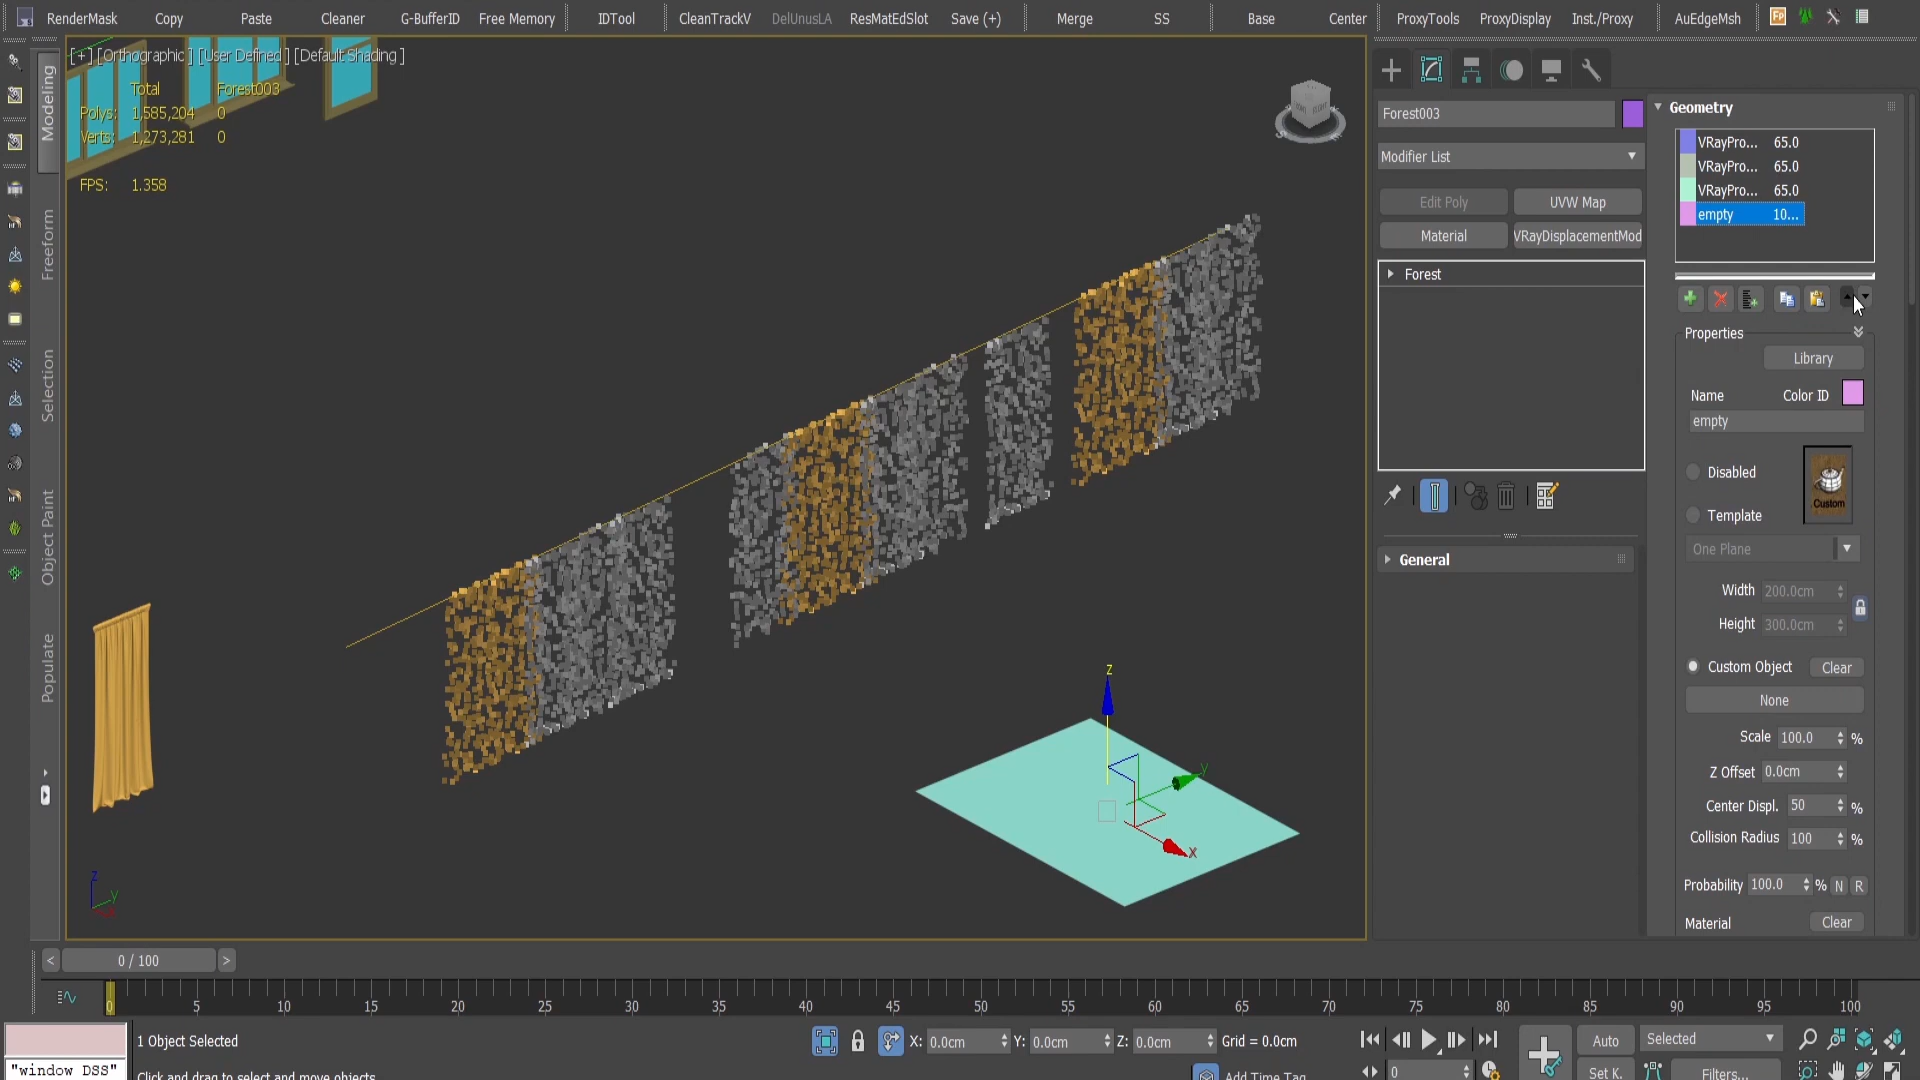 RenderMask Copy Paste Cleaner G-BufferID Free Memory IDTool CleanTrackV DelUnusLA ResMatEdSlot Save (+) Merge SS Base Center ProxyTools ProxyDisplay Inst./Proxy AuEdgeMsh
[+] [Orthographic ] [User Defined ] [Default Shading ]
Total Forest003
Polys: 1,585,204 0
Verts: 1,273,281 0
FPS: 1.358
Modeling
Freeform
Selection
Object Paint
Populate
z
y
x
z
y
Forest003
Modifier List
Edit Poly UVW Map
Material VRayDisplacementMod
Forest
General
Geometry
VRayPro... 65.0
VRayPro... 65.0
VRayPro... 65.0
empty 10...
Properties
Library
Name Color ID
empty
Disabled
Custom
Template
One Plane
Width 200.0cm
Height 300.0cm
Custom Object Clear
None
Scale 100.0 %
Z Offset 0.0cm
Center Displ. 50 %
Collision Radius 100 %
Probability 100.0 % N R
Material Clear
< 0 / 100 >
0 5 10 15 20 25 30 35 40 45 50 55 60 65 70 75 80 85 90 95 100
1 Object Selected X: 0.0cm Y: 0.0cm Z: 0.0cm Grid = 0.0cm Auto Selected
"window DSS" Click and drag to select and move objects Add Time Tag 0 Set K. Filters...